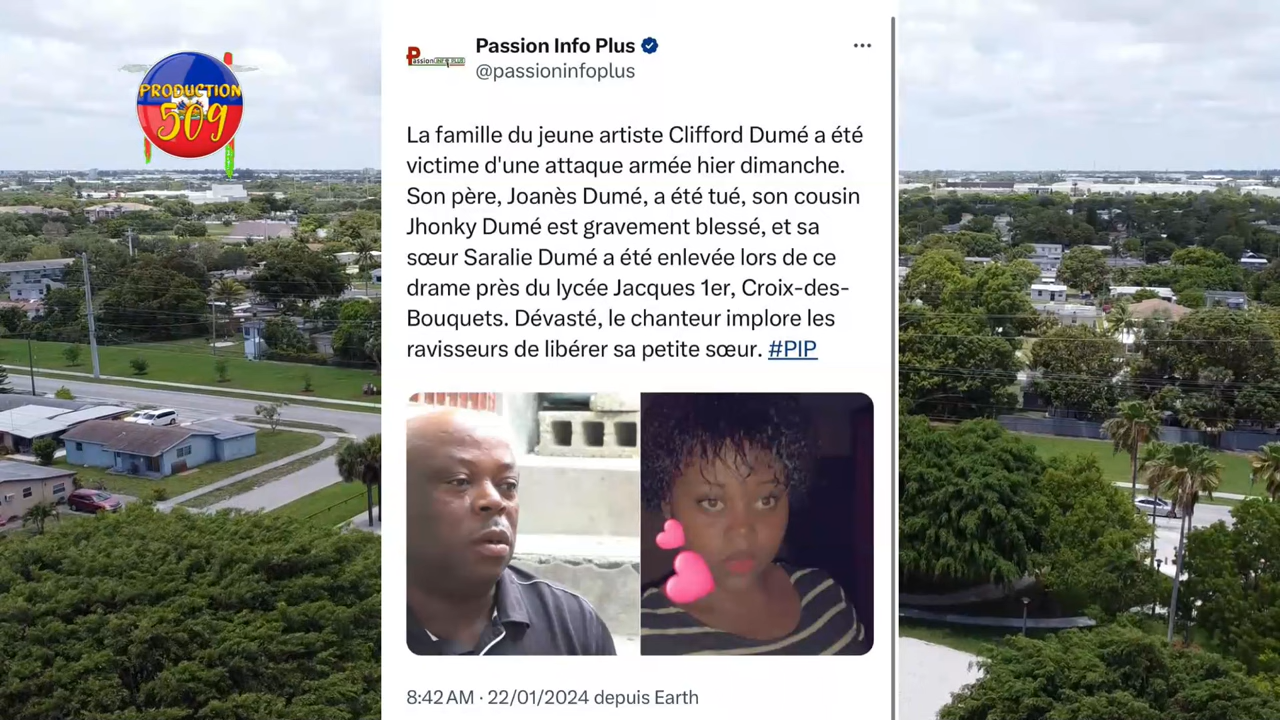 PRODUCTION
509
Passion Info Plus
@passioninfoplus
Passion INFO PLUS
La famille du jeune artiste Clifford Dumé a été
victime d'une attaque armée hier dimanche.
Son père, Joanès Dumé, a été tué, son cousin
Jhonky Dumé est gravement blessé, et sa
sœur Saralie Dumé a été enlevée lors de ce
drame près du lycée Jacques 1er, Croix-des-
Bouquets. Dévasté, le chanteur implore les
ravisseurs de libérer sa petite sœur. #PIP
8:42 AM · 22/01/2024 depuis Earth